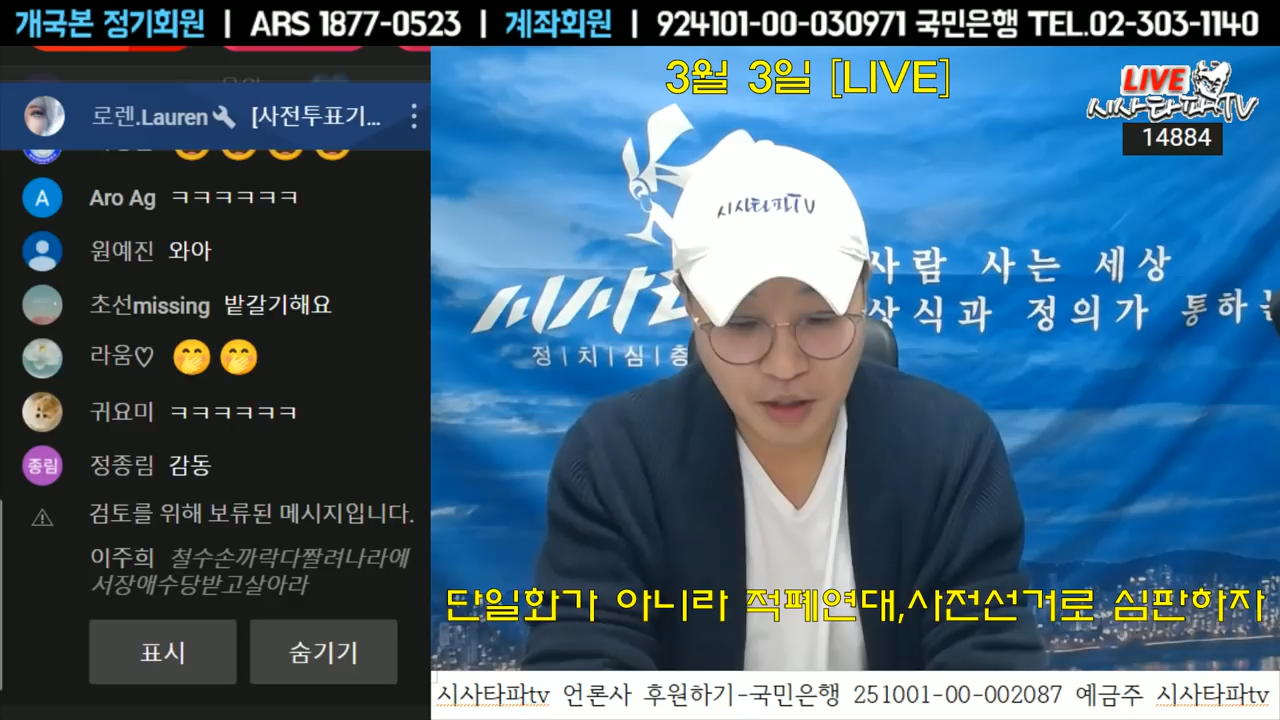 개국본 정기회원 | ARS 1877-0523 | 계좌회원 | 924101-00-030971 국민은행 TEL.02-303-1140
로렌.Lauren [사전투표기...
Aro Ag ㅋㅋㅋㅋㅋㅋ
원예진 와아
초선missing 밭갈기해요
라움♡
귀요미 ㅋㅋㅋㅋㅋㅋ
종림 정종림 감동
검토를 위해 보류된 메시지입니다.
이주희 철수손까락다짤려나라에
서장애수당받고살아라
표시 숨기기
3월 3일 [LIVE]
LIVE
시사타파TV
14884
시사타파TV
사람 사는 세상
상식과 정의가 통하는
시사타
정|치|심|층
단일화가 아니라 적폐연대,사전선거로 심판하자
시사타파tv 언론사 후원하기-국민은행 251001-00-002087 예금주 시사타파tv